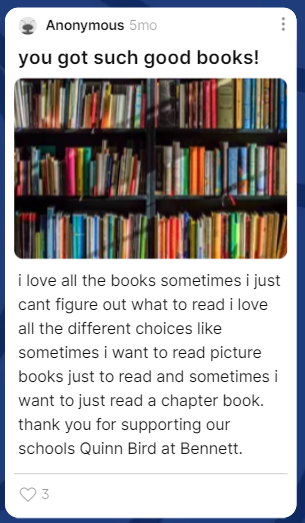 Anonymous 5mo
you got such good books!
i love all the books sometimes i just
cant figure out what to read i love
all the different choices like
sometimes i want to read picture
books just to read and sometimes i
want to just read a chapter book.
thank you for supporting our
schools Quinn Bird at Bennett.
3